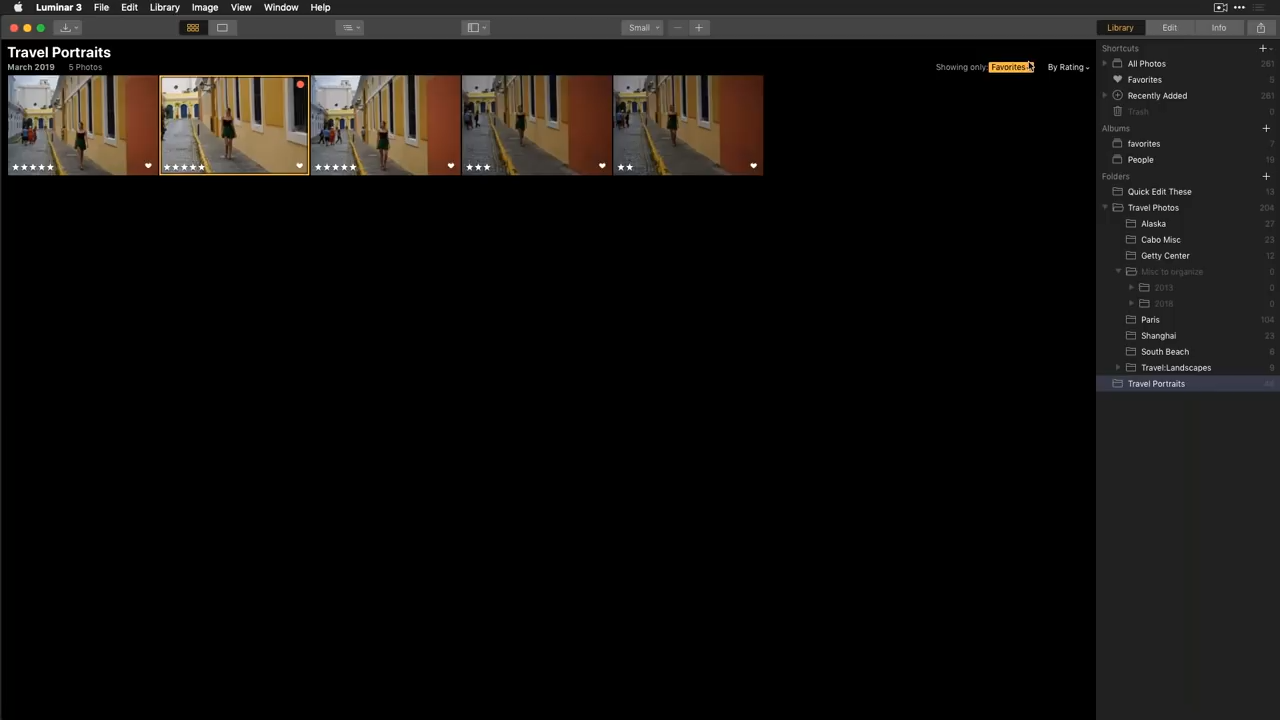 Luminar 3 File Edit Library Image View Window Help
Small
Library Edit Info
Travel Portraits
March 2019 5 Photos
Showing only: Favorites By Rating
Shortcuts
All Photos 261
Favorites 5
Recently Added 261
Trash 0
Albums
favorites 7
People 19
Folders
Quick Edit These 13
Travel Photos 204
Alaska 27
Cabo Misc 23
Getty Center 12
Misc to organize 0
2013 0
2018 0
Paris 104
Shanghai 23
South Beach 6
Travel:Landscapes 9
Travel Portraits